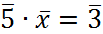 5̅ · x̅ = 3̅